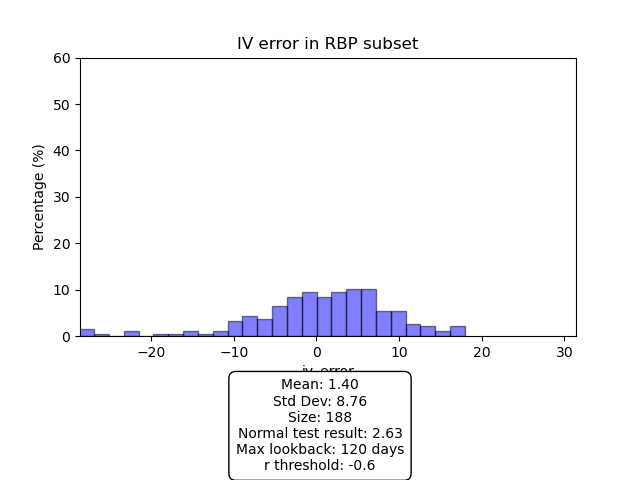 IV error in RBP subset
60
50
40
30
20
10
0
Percentage (%)
−20 −10 0 10 20 30
iv_error
Mean: 1.40
Std Dev: 8.76
Size: 188
Normal test result: 2.63
Max lookback: 120 days
r threshold: -0.6